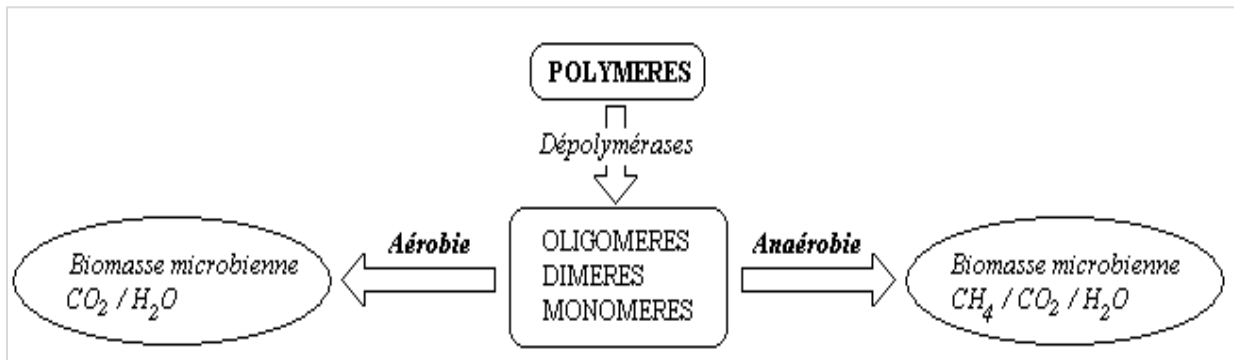 POLYMERES
Dépolymérases
Aérobie
OLIGOMERES
DIMERES
MONOMERES
Anaérobie
Biomasse microbienne
CO₂ / H₂O
Biomasse microbienne
CH₄ / CO₂ / H₂O